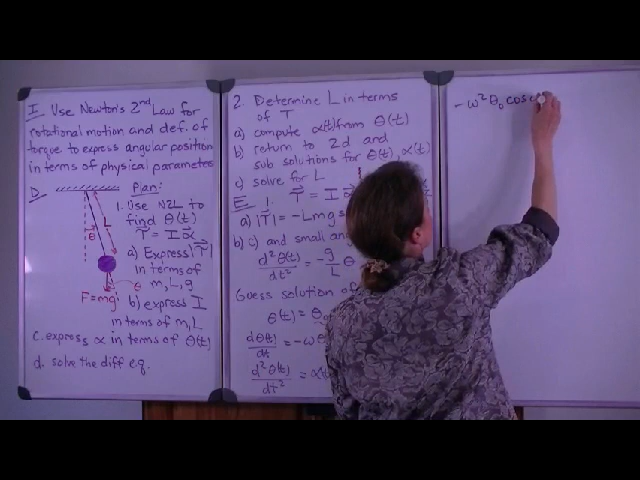 I. Use Newton's 2nd Law for
rotational motion and def. of
torque to express angular position
in terms of physical parameters
D.
Plan:
1. Use N2L to
find θ(t)
τ⃗ = I α⃗
a) Express |τ⃗|
in terms of
m, L, g
b) express I
in terms of m, L
c. express α in terms of θ(t)
d. solve the diff eq.
L
θ
θ
F=mg
2. Determine L in terms
of T
a) compute α(t) from θ(t)
b) return to 2d and
sub solutions for θ(t), α(t)
c) solve for L
E. 1. τ⃗ = I α⃗
a) |τ⃗| = -Lmg s
b) c) and small an
d²θ(t)/dt² = -g/L θ
Guess solution of
θ(t) = θ₀
dθ(t)/dt = -ω θ
d²θ(t)/dt² = α(t)
-ω²θ₀ cos